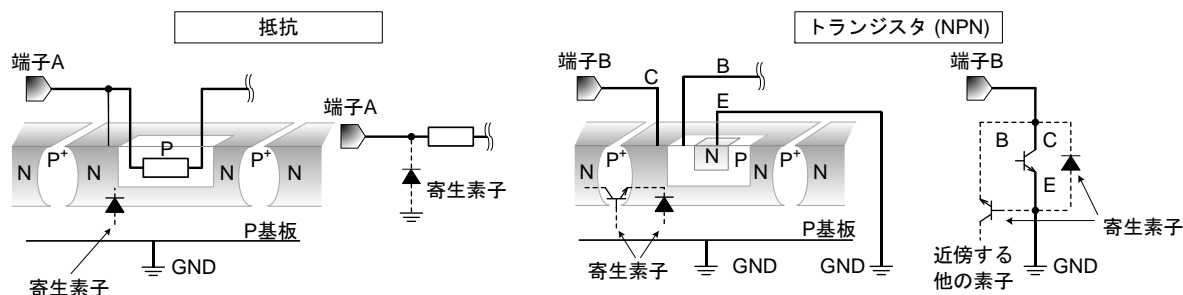 抵抗
トランジスタ (NPN)
端子A
端子A
P
N
P+
N
N
P+
N
寄生素子
P基板
GND
寄生素子
端子B
C
B
E
N
P+
N
N
P
N
P+
N
P基板
寄生素子
GND
GND
端子B
B
C
E
寄生素子
近傍する
他の素子
GND